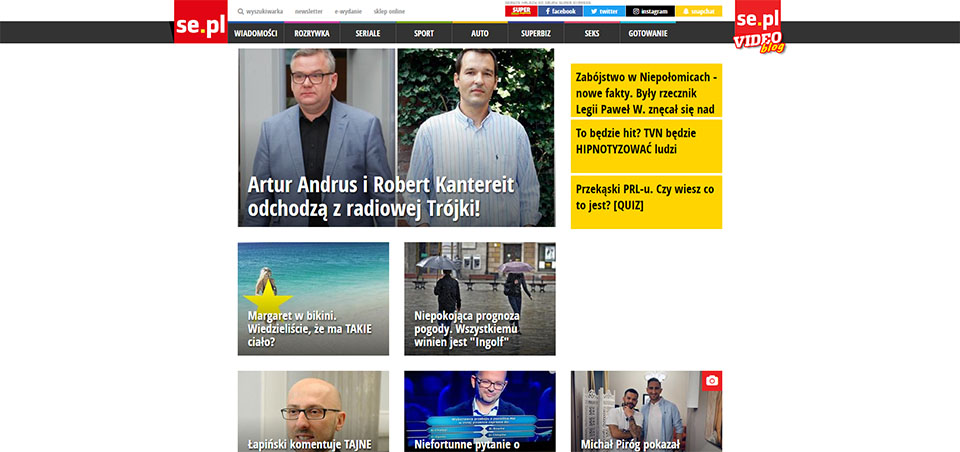 se.pl
wyszukiwarka newsletter e-wydanie sklep online
SUPER facebook twitter instagram snapchat
se.pl
VIDEO
blog
WIADOMOŚCI ROZRYWKA SERIALE SPORT AUTO SUPERBIZ SEKS GOTOWANIE
Artur Andrus i Robert Kantereit
odchodzą z radiowej Trójki!
Zabójstwo w Niepołomicach -
nowe fakty. Były rzecznik
Legii Paweł W. znęcał się nad
To będzie hit? TVN będzie
HIPNOTYZOWAĆ ludzi
Przekąski PRL-u. Czy wiesz co
to jest? [QUIZ]
Margaret w bikini.
Wiedzieliście, że ma TAKIE
ciało?
Niepokojąca prognoza
pogody. Wszystkiemu
winien jest "Ingolf"
Łapiński komentuje TAJNE
Niefortunne pytanie o
Michał Piróg pokazał